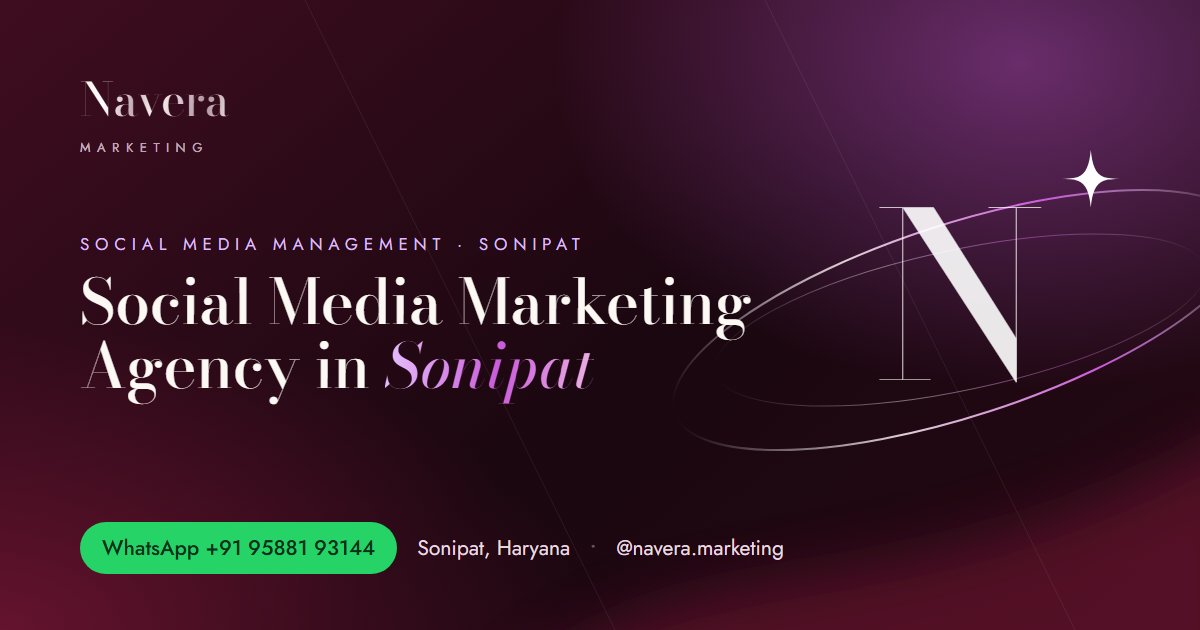 Navera
MARKETING
SOCIAL MEDIA MANAGEMENT · SONIPAT
Social Media Marketing
Agency in Sonipat
N
WhatsApp +91 95881 93144
Sonipat, Haryana · @navera.marketing